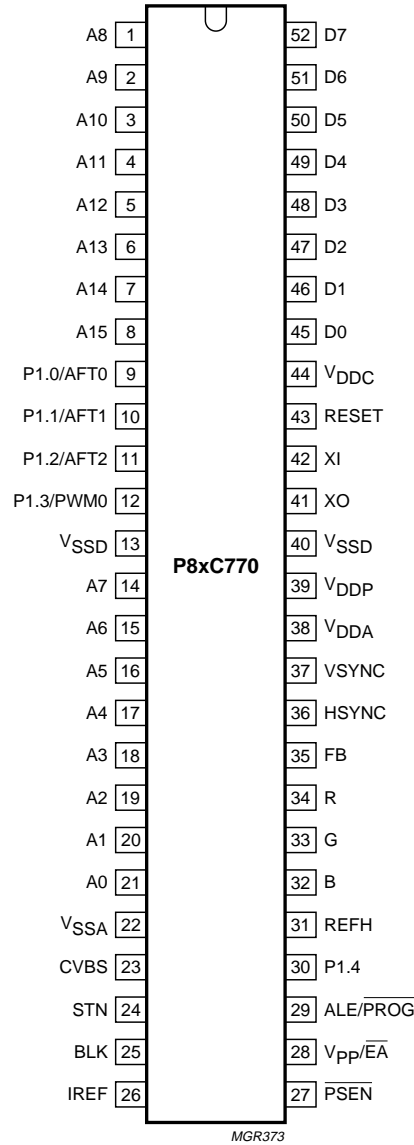 A8 1 52 D7
A9 2 51 D6
A10 3 50 D5
A11 4 49 D4
A12 5 48 D3
A13 6 47 D2
A14 7 46 D1
A15 8 45 D0
P1.0/AFT0 9 44 VDDC
P1.1/AFT1 10 43 RESET
P1.2/AFT2 11 42 XI
P1.3/PWM0 12 41 XO
VSSD 13 40 VSSD
P8xC770
A7 14 39 VDDP
A6 15 38 VDDA
A5 16 37 VSYNC
A4 17 36 HSYNC
A3 18 35 FB
A2 19 34 R
A1 20 33 G
A0 21 32 B
VSSA 22 31 REFH
CVBS 23 30 P1.4
STN 24 29 ALE/P̅R̅O̅G̅
BLK 25 28 VPP/E̅A̅
IREF 26 27 P̅S̅E̅N̅
MGR373